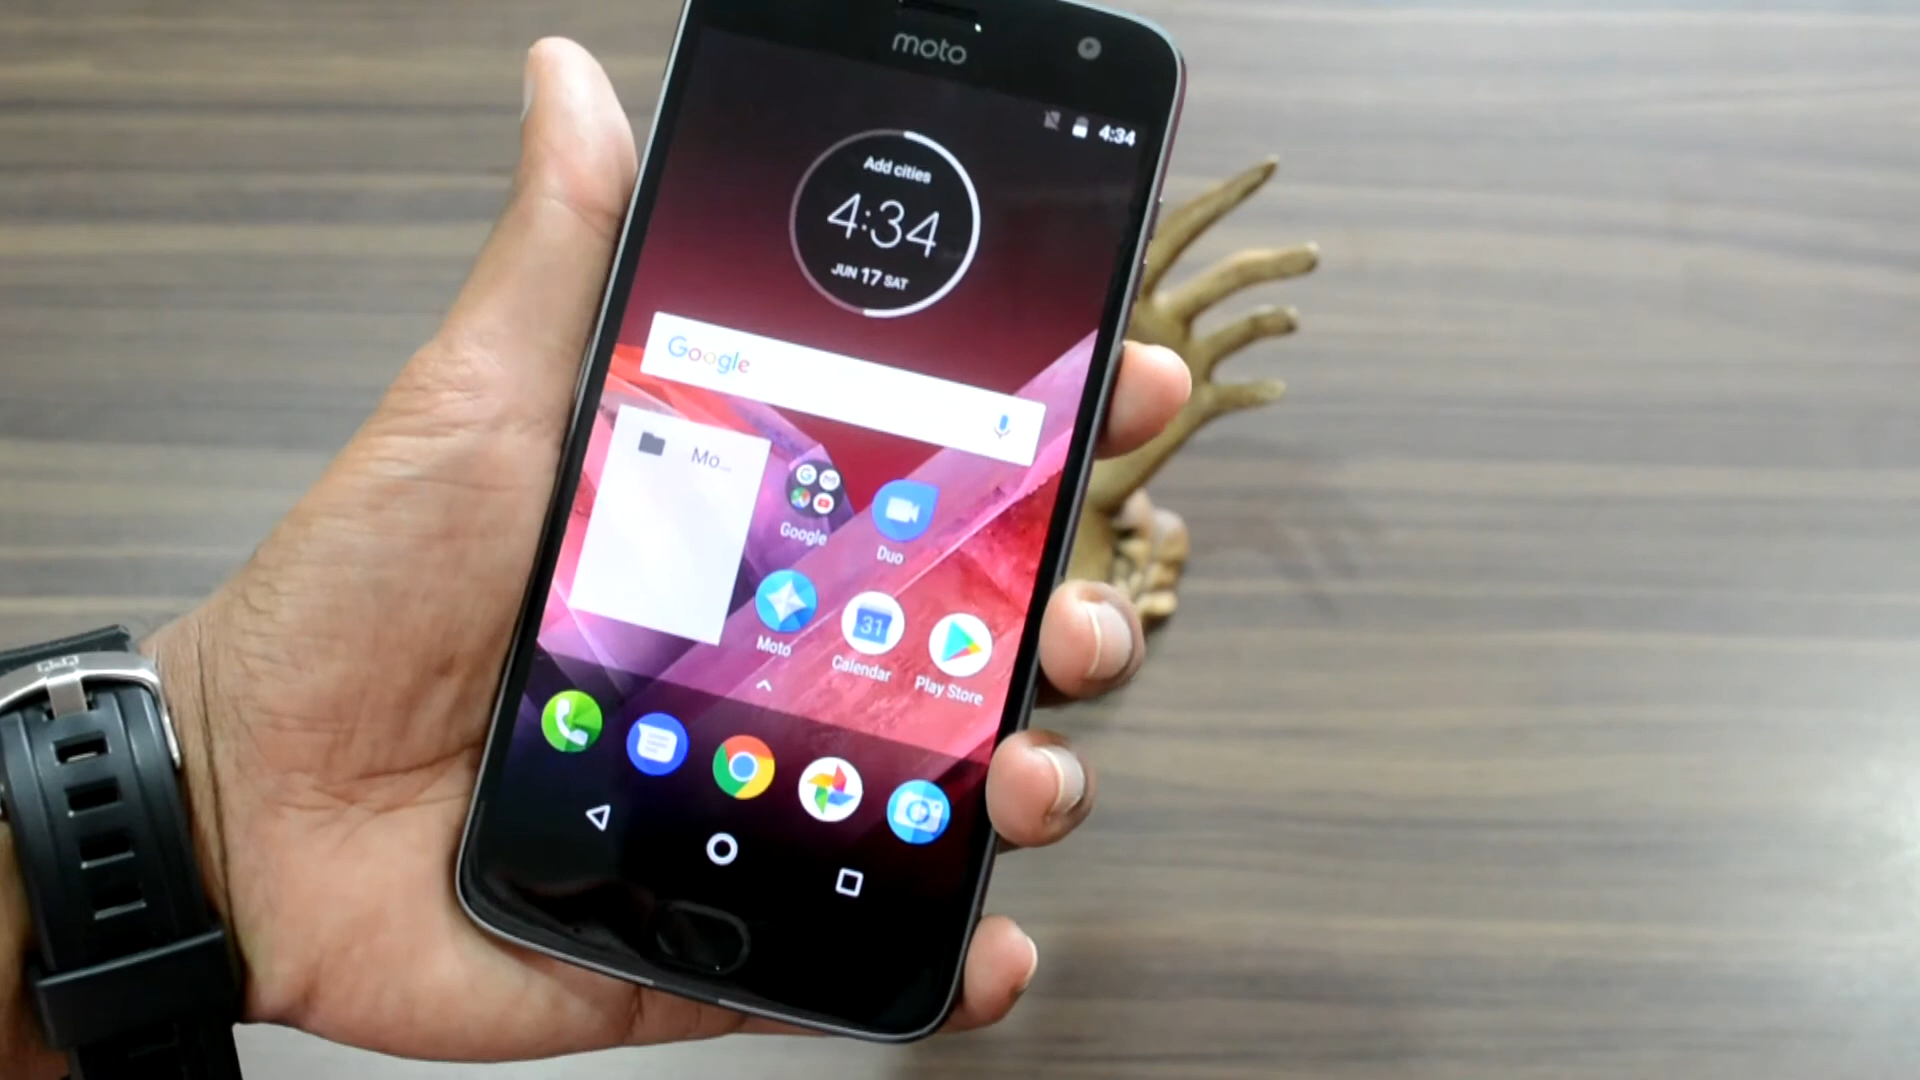 moto
4:34
Add cities
4:34
JUN 17 SAT
Google
Mo...
Google
Duo
Moto
31
Calendar
Play Store